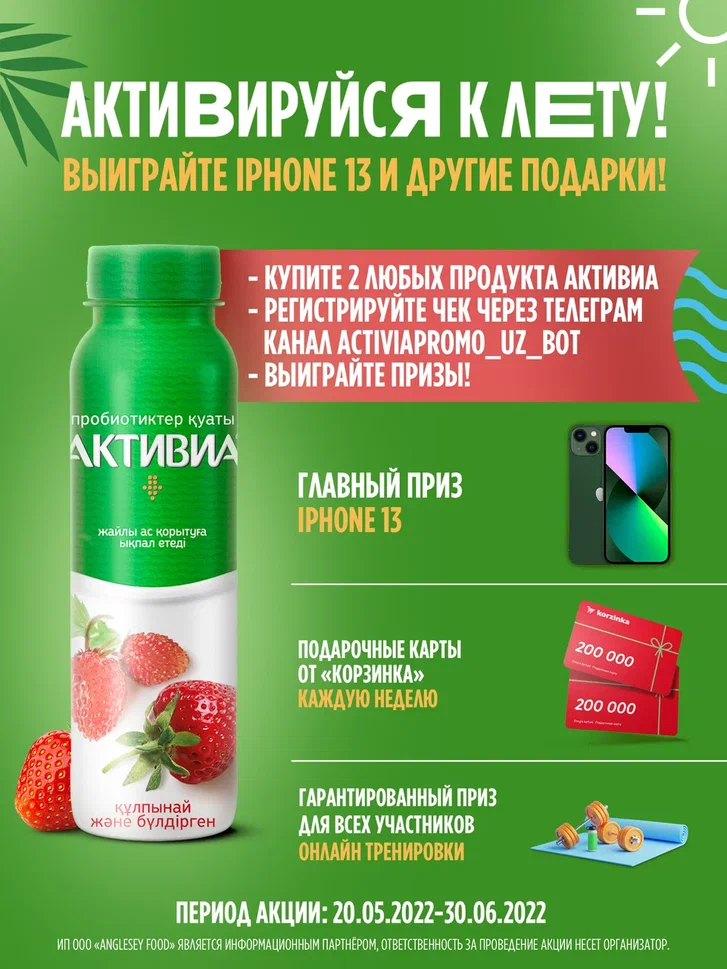 АКТИВИРУЙСЯ К ЛЕТУ!
ВЫИГРАЙТЕ IPHONE 13 И ДРУГИЕ ПОДАРКИ!
- КУПИТЕ 2 ЛЮБЫХ ПРОДУКТА АКТИВИА
- РЕГИСТРИРУЙТЕ ЧЕК ЧЕРЕЗ ТЕЛЕГРАМ
КАНАЛ ACTIVIAPROMO_UZ_BOT
- ВЫИГРАЙТЕ ПРИЗЫ!
пробиотиктер қуаты
АКТИВИА
жайлы ас қорытуға
ықпал етеді
құлпынай
және бүлдірген
ГЛАВНЫЙ ПРИЗ
IPHONE 13
ПОДАРОЧНЫЕ КАРТЫ
ОТ «КОРЗИНКА»
КАЖДУЮ НЕДЕЛЮ
korzinka
200 000
200 000
ГАРАНТИРОВАННЫЙ ПРИЗ
ДЛЯ ВСЕХ УЧАСТНИКОВ
ОНЛАЙН ТРЕНИРОВКИ
ПЕРИОД АКЦИИ: 20.05.2022-30.06.2022
ИП ООО «ANGLESEY FOOD» ЯВЛЯЕТСЯ ИНФОРМАЦИОННЫМ ПАРТНЁРОМ, ОТВЕТСТВЕННОСТЬ ЗА ПРОВЕДЕНИЕ АКЦИИ НЕСЕТ ОРГАНИЗАТОР.